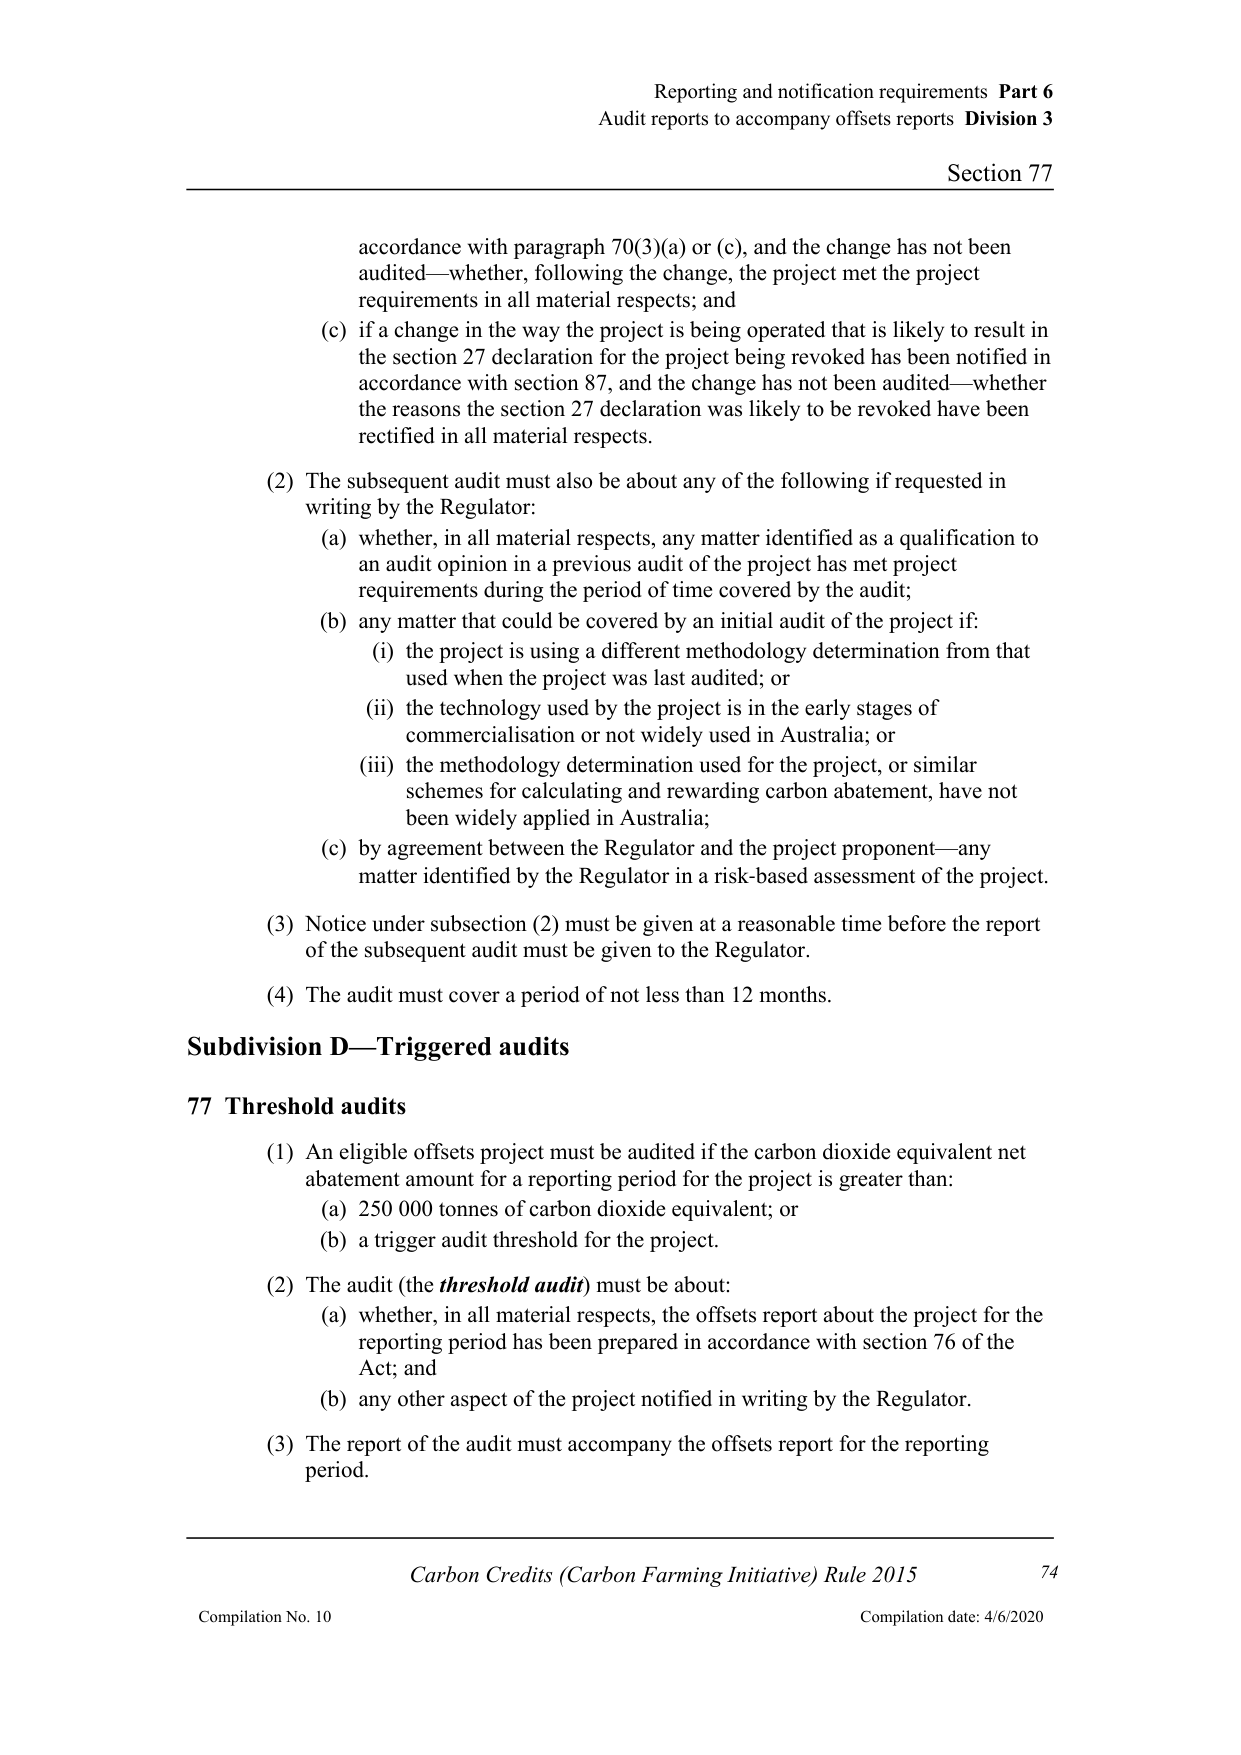 Reporting and notification requirements  Part 6
Audit reports to accompany offsets reports  Division 3
Section 77
accordance with paragraph 70(3)(a) or (c), and the change has not been
audited—whether, following the change, the project met the project
requirements in all material respects; and
(c) if a change in the way the project is being operated that is likely to result in
the section 27 declaration for the project being revoked has been notified in
accordance with section 87, and the change has not been audited—whether
the reasons the section 27 declaration was likely to be revoked have been
rectified in all material respects.
(2) The subsequent audit must also be about any of the following if requested in
writing by the Regulator:
(a) whether, in all material respects, any matter identified as a qualification to
an audit opinion in a previous audit of the project has met project
requirements during the period of time covered by the audit;
(b) any matter that could be covered by an initial audit of the project if:
(i) the project is using a different methodology determination from that
used when the project was last audited; or
(ii) the technology used by the project is in the early stages of
commercialisation or not widely used in Australia; or
(iii) the methodology determination used for the project, or similar
schemes for calculating and rewarding carbon abatement, have not
been widely applied in Australia;
(c) by agreement between the Regulator and the project proponent—any
matter identified by the Regulator in a risk-based assessment of the project.
(3) Notice under subsection (2) must be given at a reasonable time before the report
of the subsequent audit must be given to the Regulator.
(4) The audit must cover a period of not less than 12 months.
Subdivision D—Triggered audits
77  Threshold audits
(1) An eligible offsets project must be audited if the carbon dioxide equivalent net
abatement amount for a reporting period for the project is greater than:
(a) 250 000 tonnes of carbon dioxide equivalent; or
(b) a trigger audit threshold for the project.
(2) The audit (the threshold audit) must be about:
(a) whether, in all material respects, the offsets report about the project for the
reporting period has been prepared in accordance with section 76 of the
Act; and
(b) any other aspect of the project notified in writing by the Regulator.
(3) The report of the audit must accompany the offsets report for the reporting
period.
Carbon Credits (Carbon Farming Initiative) Rule 2015 74
Compilation No. 10 Compilation date: 4/6/2020